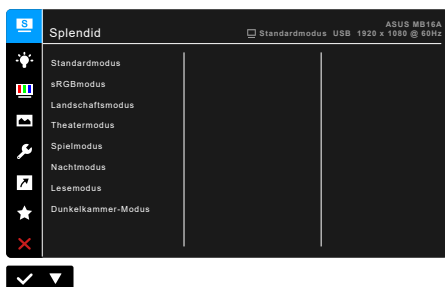 S
Splendid
ASUS MB16A
Standardmodus USB 1920 x 1080 @ 60Hz
Standardmodus
sRGBmodus
Landschaftsmodus
Theatermodus
Spielmodus
Nachtmodus
Lesemodus
Dunkelkammer-Modus